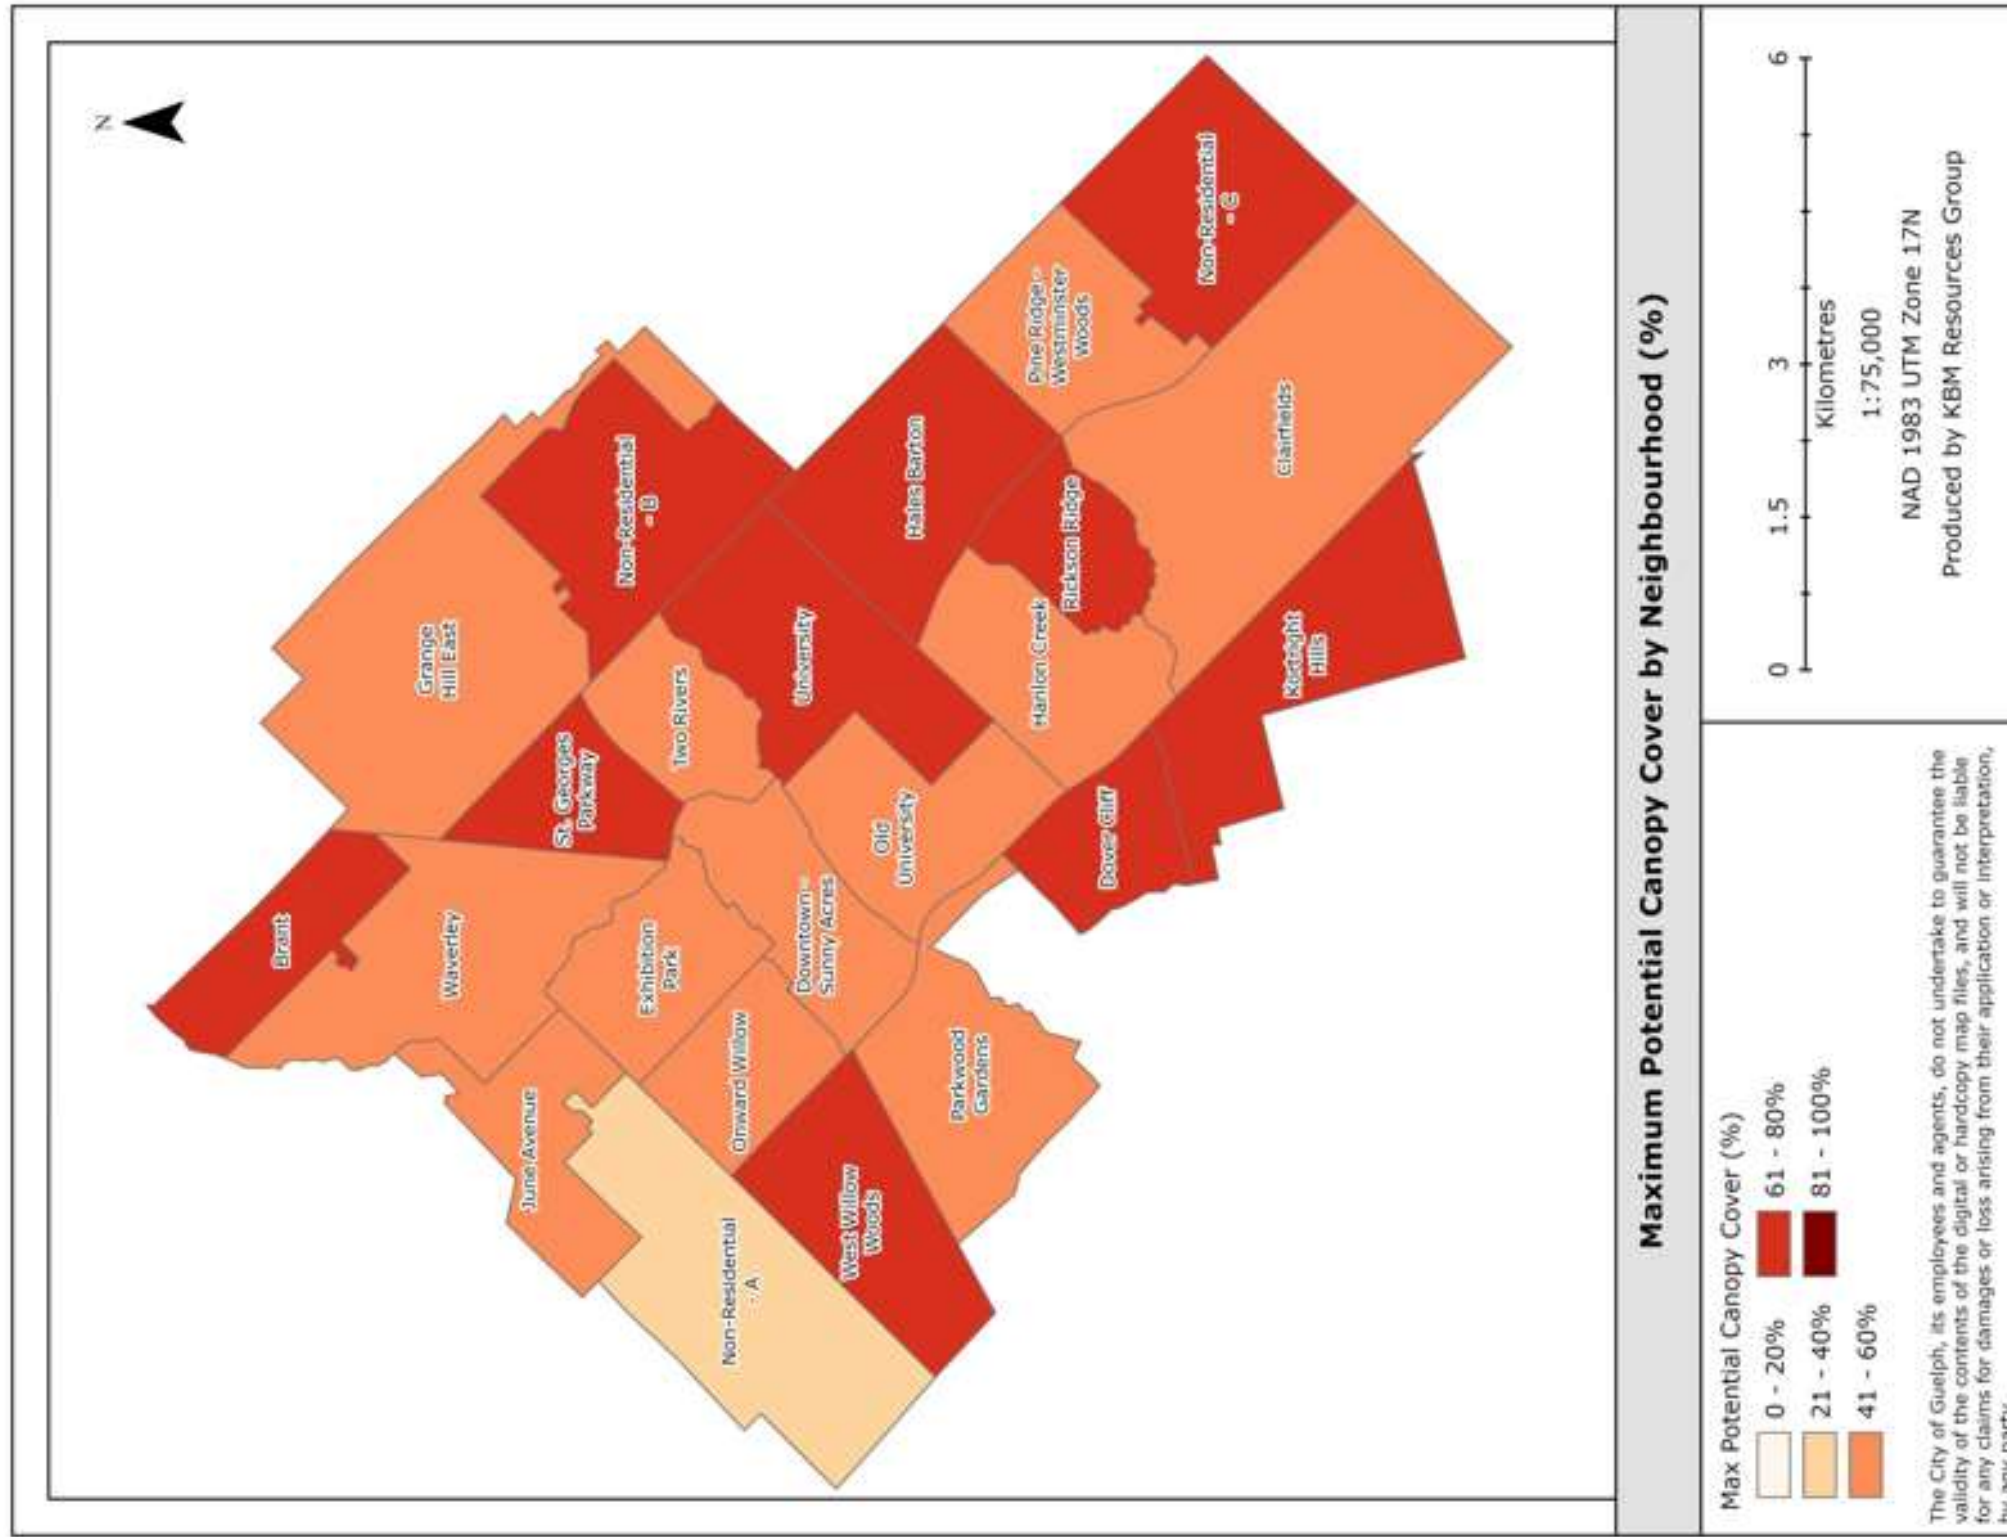 N
Brant
Waverley
Grange
Hill East
June Avenue
St. Georges
Parkway
Exhibition
Park
Two Rivers
Non-Residential
- B
Non-Residential
- A
Onward Willow
Downtown -
Sunny Acres
University
West Willow
Woods
Old
University
Hales Barton
Parkwood
Gardens
Hanlon Creek
Rickson Ridge
Pine Ridge -
Westminster
Woods
Dover Cliff
Non-Residential
- C
Clairfields
Kortright
Hills
Maximum Potential Canopy Cover by Neighbourhood (%)
Max Potential Canopy Cover (%)
0 - 20%
21 - 40%
41 - 60%
61 - 80%
81 - 100%
0 1.5 3 6
Kilometres
1:75,000
NAD 1983 UTM Zone 17N
Produced by KBM Resources Group
The City of Guelph, its employees and agents, do not undertake to guarantee the
validity of the contents of the digital or hardcopy map files, and will not be liable
for any claims for damages or loss arising from their application or interpretation,
by any party.